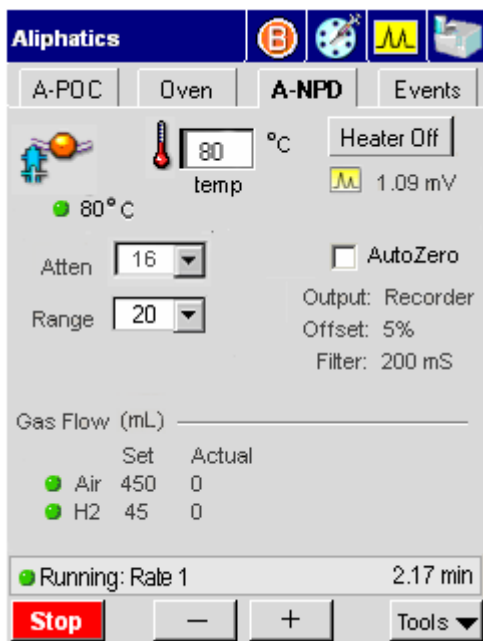 Aliphatics B
A-POC Oven A-NPD Events
80 °C Heater Off
temp 1.09 mV
80°C
Atten 16 AutoZero
Output: Recorder
Range 20
Offset: 5%
Filter: 200 mS
Gas Flow (mL)
Set Actual
Air 450 0
H2 45 0
Running: Rate 1 2.17 min
Stop − + Tools